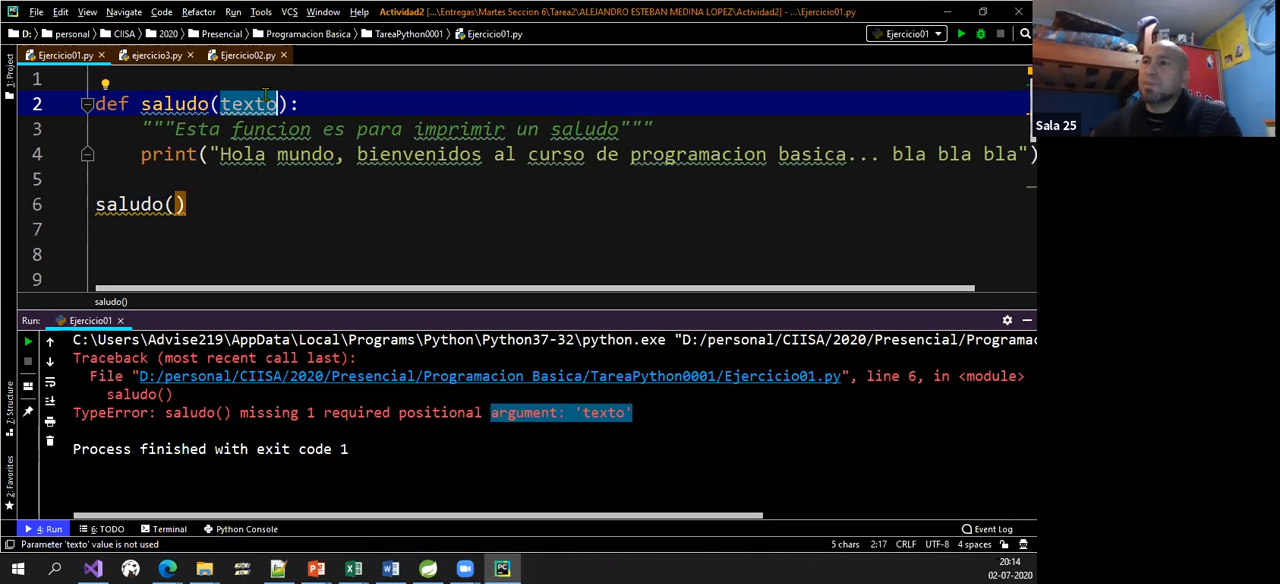 File Edit View Navigate Code Refactor Run Tools VCS Window Help Actividad2 [...\Entregas\Martes Seccion 6\Tarea2\ALEJANDRO ESTEBAN MEDINA LOPEZ\Actividad2] - ...\Ejercicio01.py
D: personal CIISA 2020 Presencial Programacion Basica TareaPython0001 Ejercicio01.py Ejercicio01
Ejercicio01.py ejercicio3.py Ejercicio02.py
1: Project
1
2 def saludo(texto):
3 """Esta funcion es para imprimir un saludo"""
4 print("Hola mundo, bienvenidos al curso de programacion basica... bla bla bla")
5
6 saludo()
7
8
9
saludo()
Sala 25
Run: Ejercicio01
C:\Users\Advise219\AppData\Local\Programs\Python\Python37-32\python.exe "D:/personal/CIISA/2020/Presencial/Programac
Traceback (most recent call last):
File "D:/personal/CIISA/2020/Presencial/Programacion Basica/TareaPython0001/Ejercicio01.py", line 6, in <module>
saludo()
TypeError: saludo() missing 1 required positional argument: 'texto'
Process finished with exit code 1
7: Structure
2: Favorites
4: Run 6: TODO Terminal Python Console Event Log
Parameter 'texto' value is not used 5 chars 2:17 CRLF UTF-8 4 spaces
20:14
02-07-2020